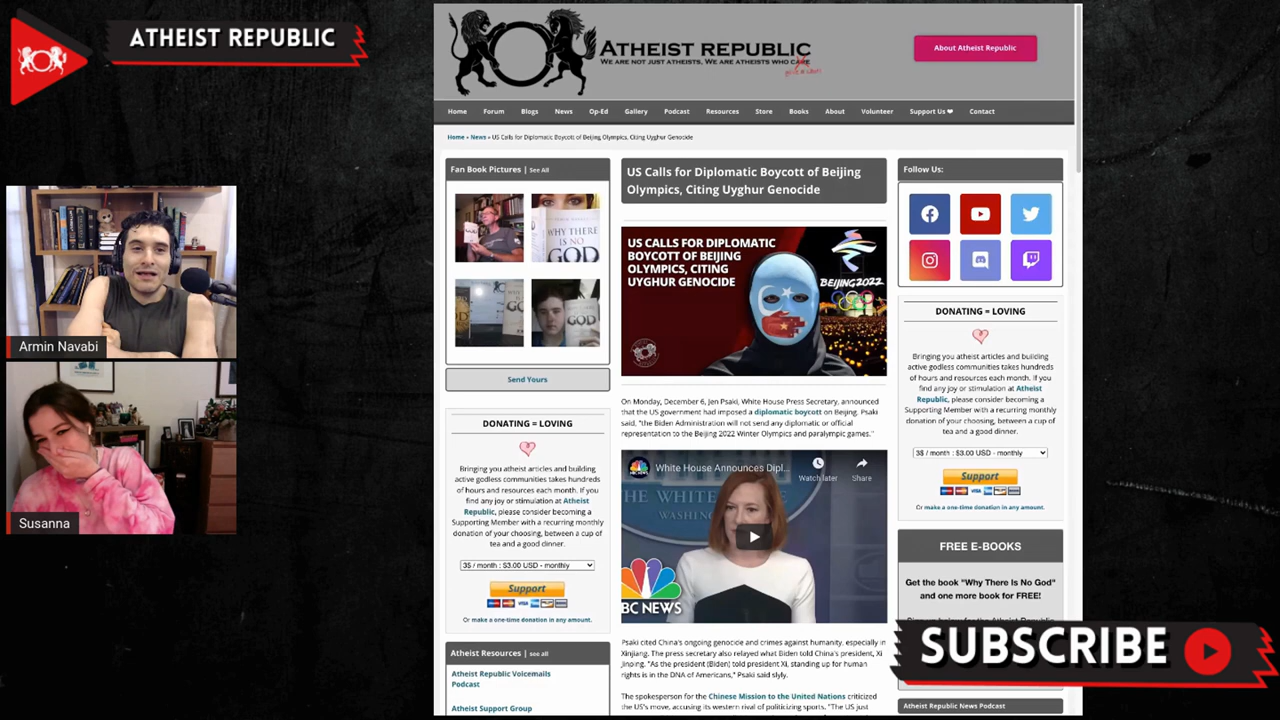 ATHEIST REPUBLIC
Armin Navabi
Susanna
ATHEIST REPUBLIC
WE ARE NOT JUST ATHEISTS, WE ARE ATHEISTS WHO CARE
About Atheist Republic
Home Forum Blogs News Op-Ed Gallery Podcast Resources Store Books About Volunteer Support Us ❤ Contact
Home » News » US Calls for Diplomatic Boycott of Beijing Olympics, Citing Uyghur Genocide
Fan Book Pictures | See All
WHY THERE
IS NO
GOD
Send Yours
DONATING = LOVING
Bringing you atheist articles and building
active godless communities takes hundreds
of hours and resources each month. If you
find any joy or stimulation at Atheist
Republic, please consider becoming a
Supporting Member with a recurring monthly
donation of your choosing, between a cup of
tea and a good dinner.
3$ / month : $3.00 USD - monthly
Support
Or make a one-time donation in any amount.
Atheist Resources | see all
Atheist Republic Voicemails
Podcast
Atheist Support Group
US Calls for Diplomatic Boycott of Beijing
Olympics, Citing Uyghur Genocide
US CALLS FOR DIPLOMATIC
BOYCOTT OF BEIJING
OLYMPICS, CITING
UYGHUR GENOCIDE
BEIJING2022
On Monday, December 6, Jen Psaki, White House Press Secretary, announced
that the US government had imposed a diplomatic boycott on Beijing. Psaki
said, "the Biden Administration will not send any diplomatic or official
representation to the Beijing 2022 Winter Olympics and paralympic games."
White House Announces Dipl...
Watch later
Share
THE WHITE
WASHINGTON
BC NEWS
Psaki cited China's ongoing genocide and crimes against humanity, especially in
Xinjiang. The press secretary also relayed what Biden told China's president, Xi
Jinping. "As the president (Biden) told president Xi, standing up for human
rights is in the DNA of Americans," Psaki said slyly.
The spokesperson for the Chinese Mission to the United Nations criticized
the US's move, accusing its western rival of politicizing sports. "The US just
Follow Us:
DONATING = LOVING
Bringing you atheist articles and building
active godless communities takes hundreds
of hours and resources each month. If you
find any joy or stimulation at Atheist
Republic, please consider becoming a
Supporting Member with a recurring monthly
donation of your choosing, between a cup of
tea and a good dinner.
3$ / month : $3.00 USD - monthly
Support
Or make a one-time donation in any amount.
FREE E-BOOKS
Get the book "Why There Is No God"
and one more book for FREE!
SUBSCRIBE
Atheist Republic News Podcast